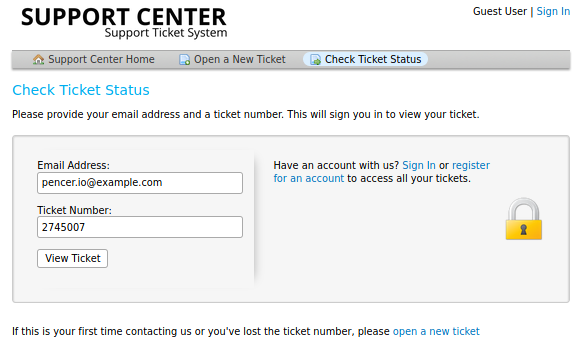 SUPPORT CENTER
Support Ticket System
Guest User | Sign In
Support Center Home Open a New Ticket Check Ticket Status
Check Ticket Status
Please provide your email address and a ticket number. This will sign you in to view your ticket.
Email Address:
pencer.io@example.com
Ticket Number:
2745007
View Ticket
Have an account with us? Sign In or register
for an account to access all your tickets.
If this is your first time contacting us or you've lost the ticket number, please open a new ticket